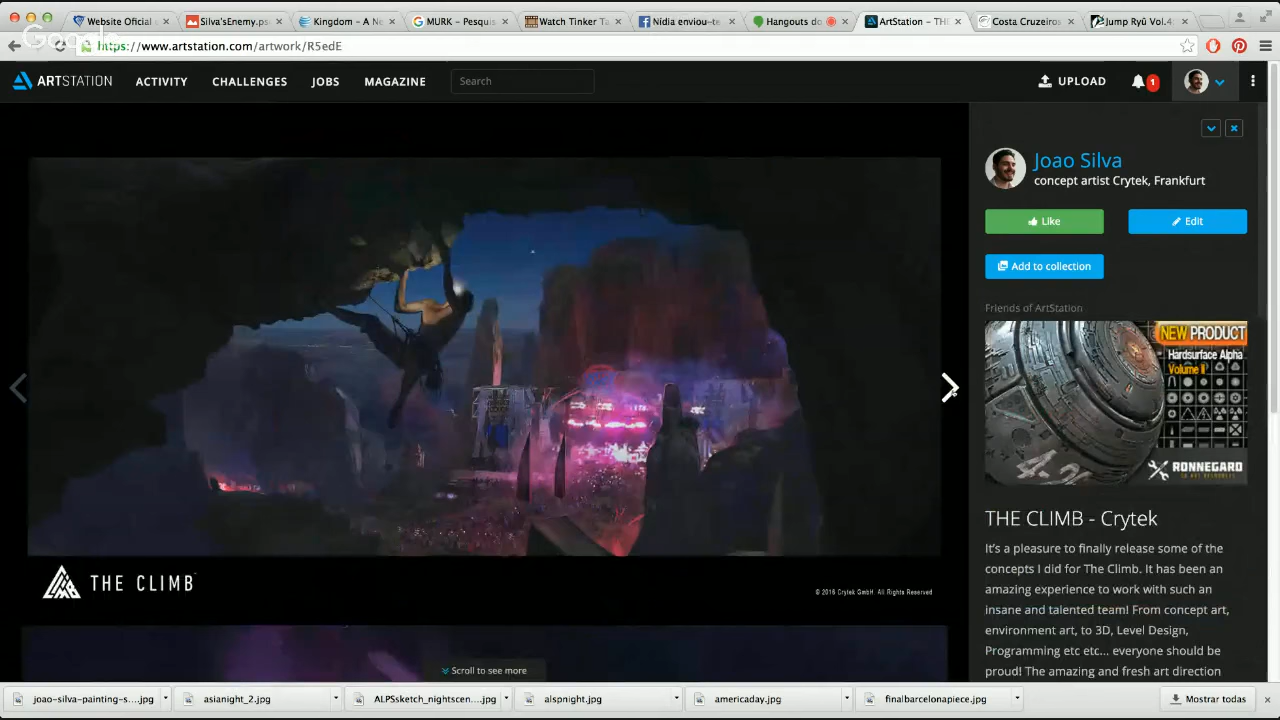 Website Oficial
Silva'sEnemy.ps
Kingdom – A Ne
MURK - Pesquis
Watch Tinker Ta
Nidia enviou-te
Hangouts do
ArtStation – THE
Costa Cruzeiros
Jump Ryū Vol.4:
https://www.artstation.com/artwork/R5edE
ARTSTATION
ACTIVITY
CHALLENGES
JOBS
MAGAZINE
Search
UPLOAD
1
Joao Silva
concept artist Crytek, Frankfurt
Like
Edit
Add to collection
Friends of ArtStation
NEW PRODUCT
Hardsurface Alpha
Volume II
RONNEGARD
THE CLIMB
© 2016 Crytek GmbH. All Rights Reserved
THE CLIMB - Crytek
It's a pleasure to finally release some of the
concepts I did for The Climb. It has been an
amazing experience to work with such an
insane and talented team! From concept art,
environment art, to 3D, Level Design,
Programming etc etc... everyone should be
proud! The amazing and fresh art direction
Scroll to see more
joao-silva-painting-s....jpg
asianight_2.jpg
ALPSsketch_nightscen....jpg
alspnight.jpg
americaday.jpg
finalbarcelonapiece.jpg
Mostrar todas